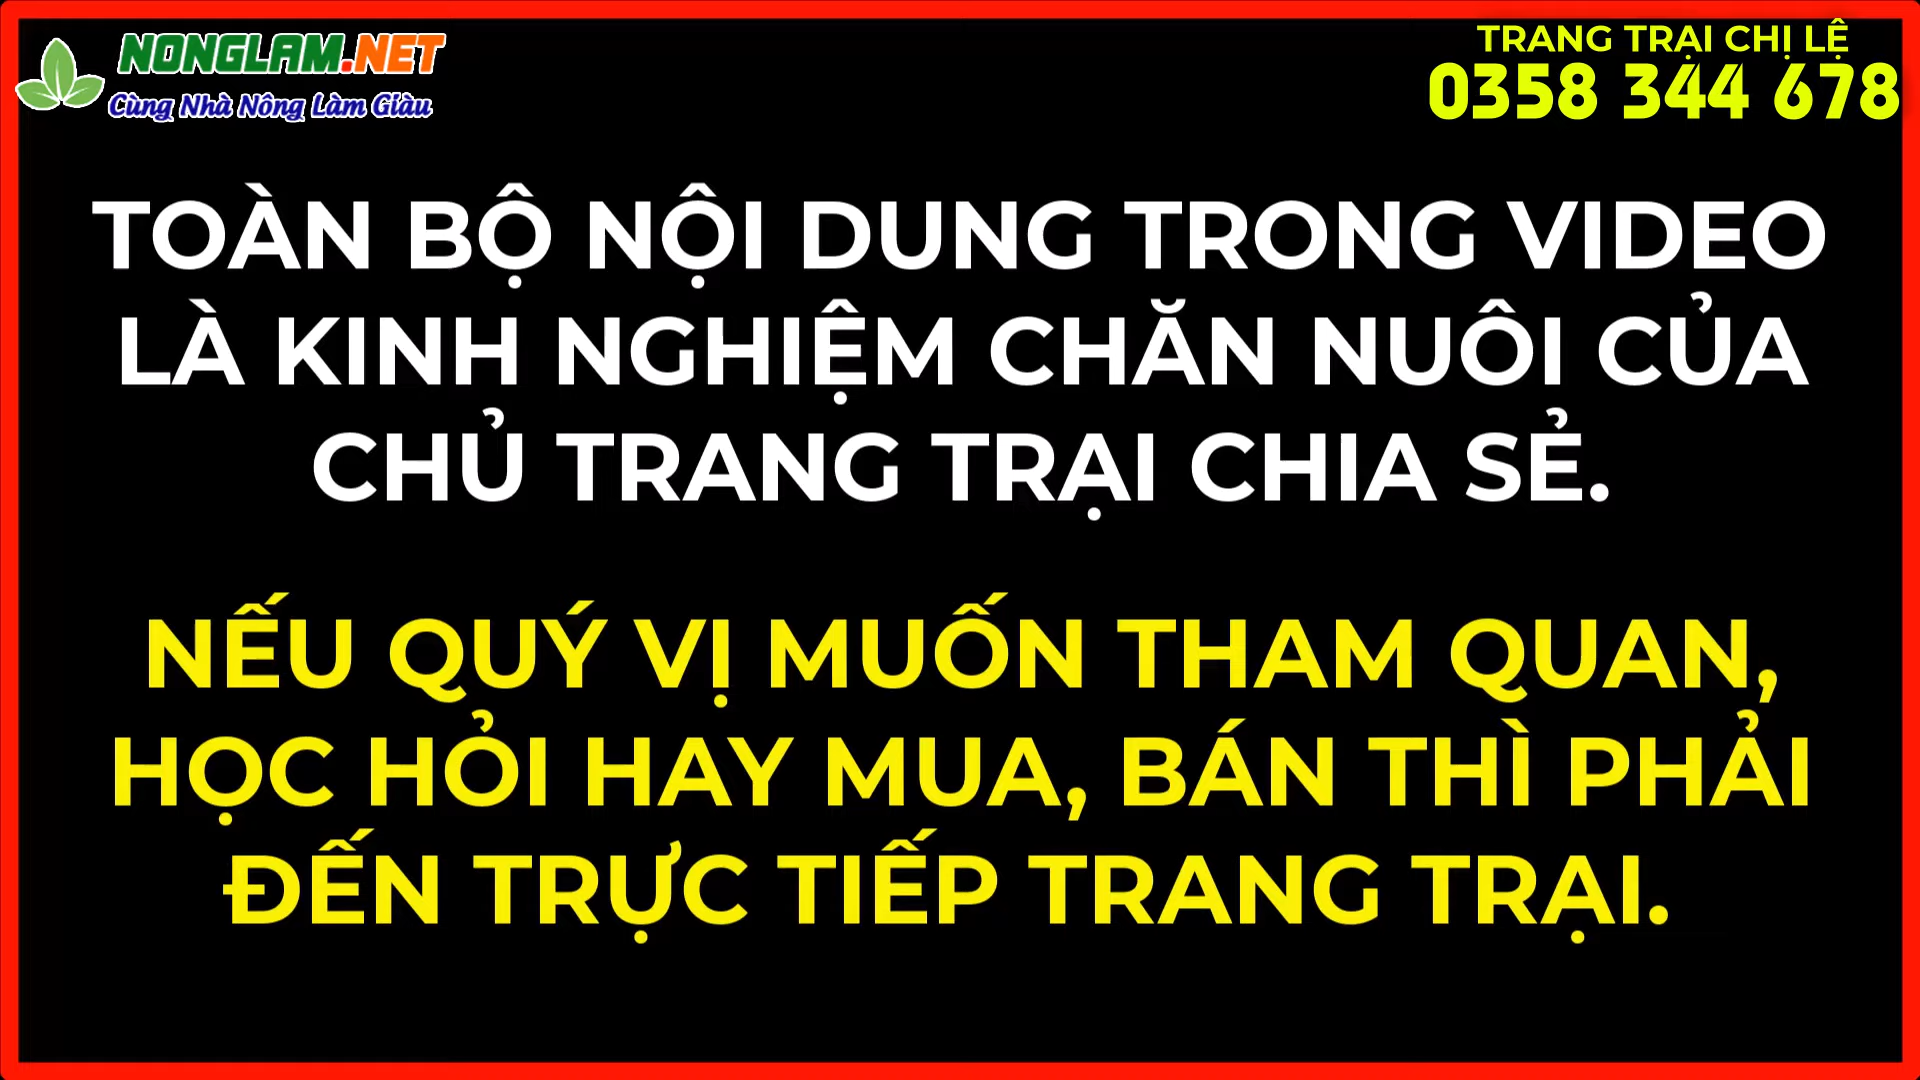 NONGLAM.NET
Cùng Nhà Nông Làm Giàu
TRANG TRẠI CHỊ LỆ
0358 344 678
TOÀN BỘ NỘI DUNG TRONG VIDEO
LÀ KINH NGHIỆM CHĂN NUÔI CỦA
CHỦ TRANG TRẠI CHIA SẺ.
NẾU QUÝ VỊ MUỐN THAM QUAN,
HỌC HỎI HAY MUA, BÁN THÌ PHẢI
ĐẾN TRỰC TIẾP TRANG TRẠI.